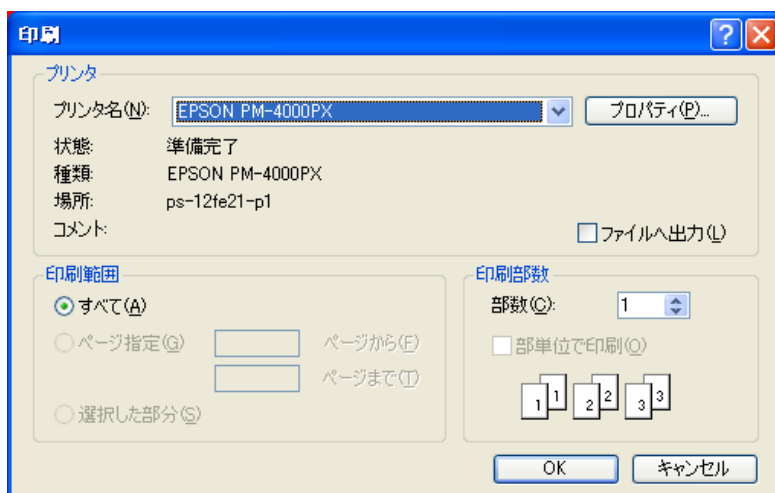 印刷
プリンタ
プリンタ名(N): EPSON PM-4000PX プロパティ(P)...
状態: 準備完了
種類: EPSON PM-4000PX
場所: ps-12fe21-p1
コメント: ファイルへ出力(L)
印刷範囲
すべて(A)
ページ指定(G) ページから(F)
ページまで(T)
選択した部分(S)
印刷部数
部数(C): 1
部単位で印刷(O)
1 1 2 2 3 3
OK キャンセル